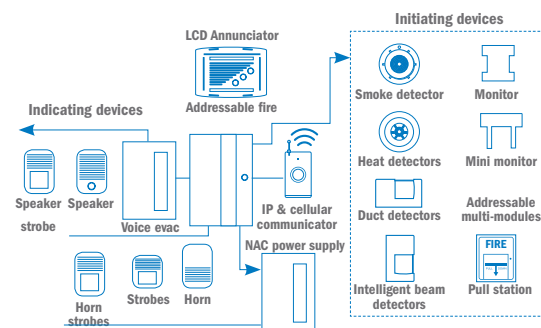 Initiating devices
LCD Annunciator
Addressable fire
Smoke detector
Monitor
Indicating devices
Heat detectors
Mini monitor
Speaker
strobe
Speaker
Voice evac
IP & cellular
communicator
Duct detectors
Addressable
multi-modules
NAC power supply
FIRE
Horn
strobes
Strobes
Horn
Intelligent beam
detectors
Pull station